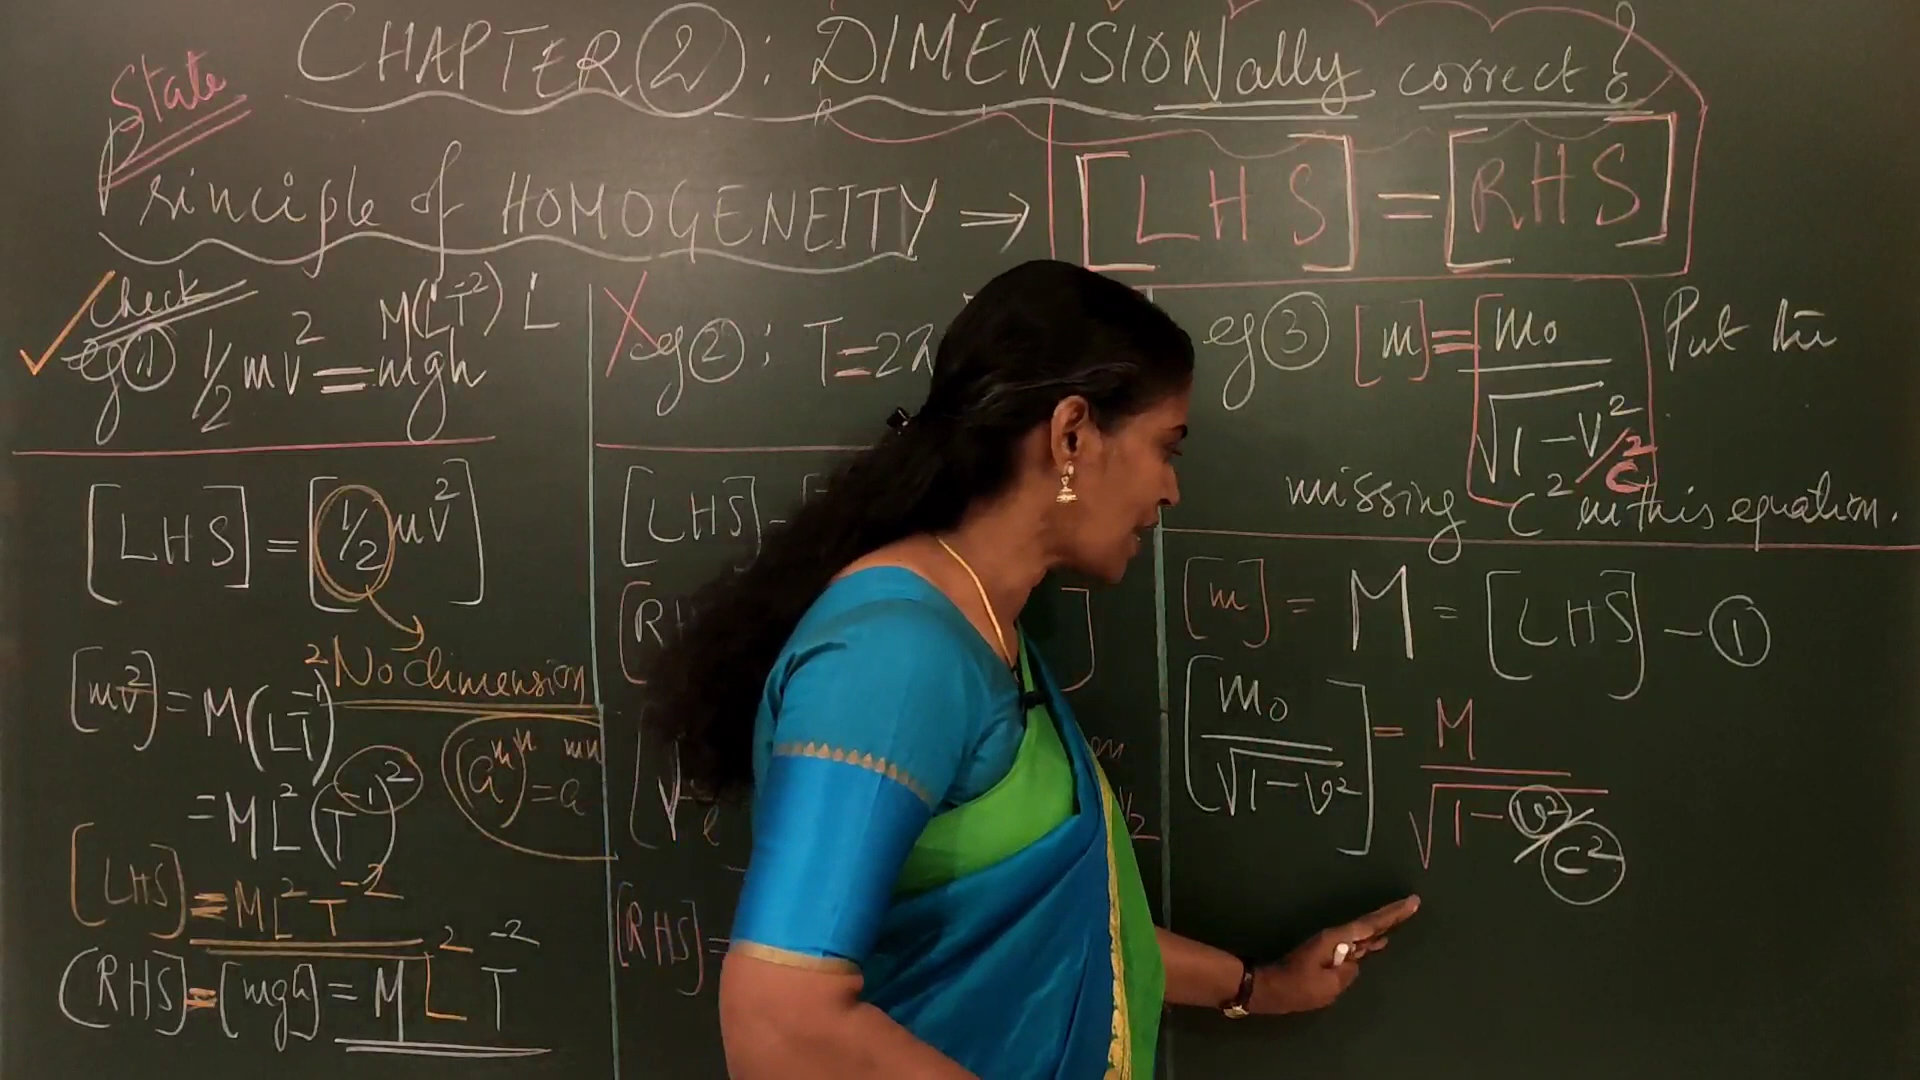 CHAPTER ② : DIMENSIONally correct &
State
Principle of HOMOGENEITY ⇒ [LHS] = [RHS]
check
eg ① 1/2 mv² = mgh
M(LT⁻²) L
[LHS] = [1/2 mv²]
No dimension
[mv²] = M(LT⁻¹)²
= ML²(T⁻¹)²
(aᵐ)ⁿ = aᵐⁿ
[LHS] = ML²T⁻²
[RHS] = [mgh] = ML²T⁻²
X eg ② : T = 2π
[LHS] =
[RHS]
[RHS] =
eg ③ [m] = [m₀/√1-v²/c²] Put the
missing c² in this equation.
[m] = M = [LHS] - ①
[m₀/√1-v²] = M/√1-v²/c²